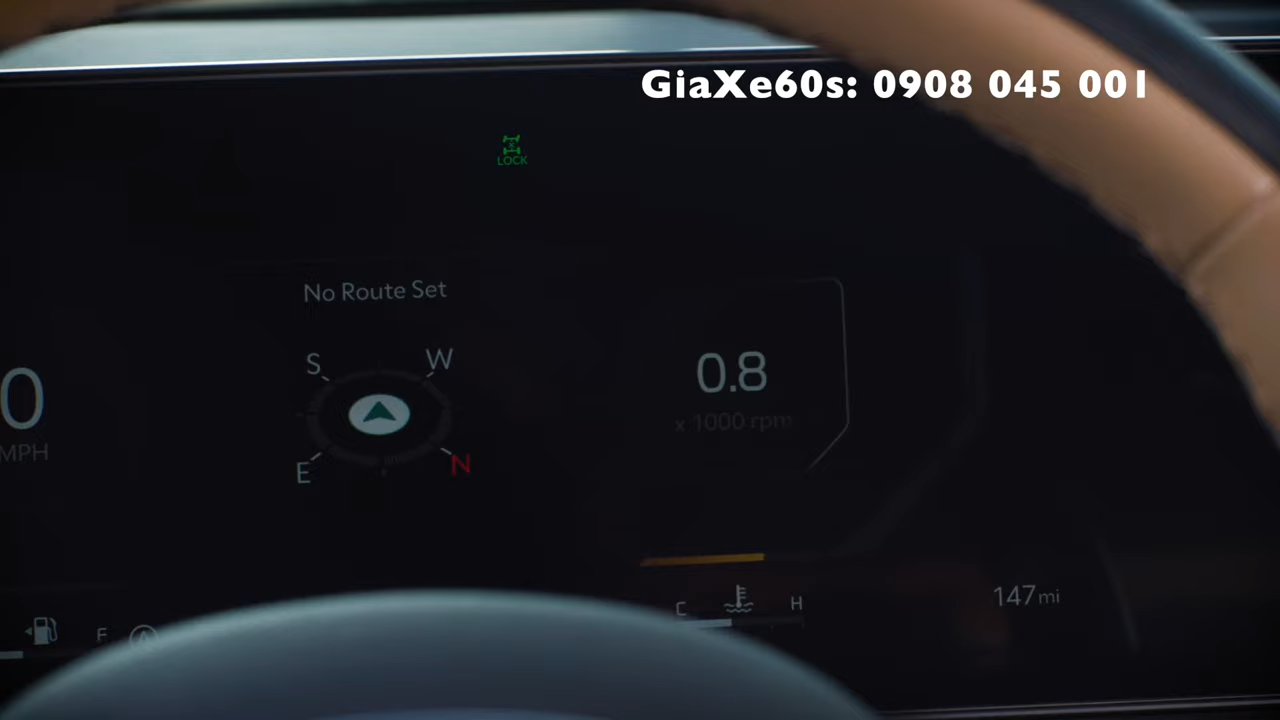 GiaXe60s: 0908 045 001
LOCK
No Route Set
S
W
0
0.8
MPH
x 1000 rpm
E
N
C
H
147 mi